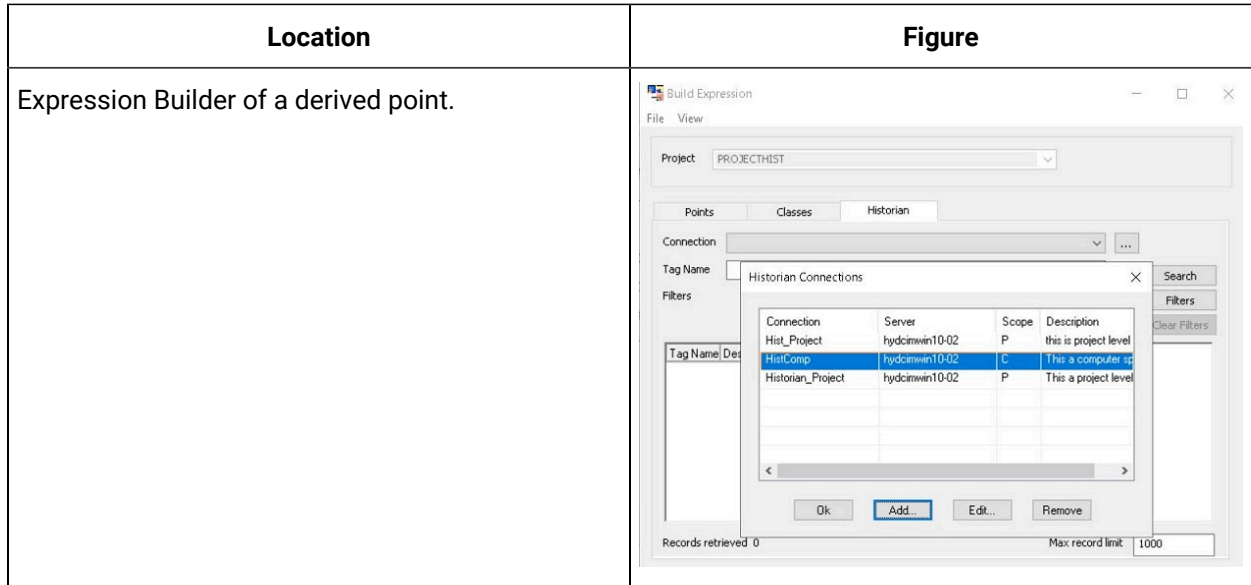 Location
Figure
Expression Builder of a derived point.
Build Expression
File View
Project PROJECTHIST
Points Classes Historian
Connection ...
Tag Name Search
Filters Filters
Clear Filters
Historian Connections
Connection Server Scope Description
Hist_Project hydcimwin10-02 P this is project level
HistComp hydcimwin10-02 C This a computer sp
Historian_Project hydcimwin10-02 P This a project level
Tag Name Des
Ok Add... Edit... Remove
Records retrieved 0 Max record limit 1000